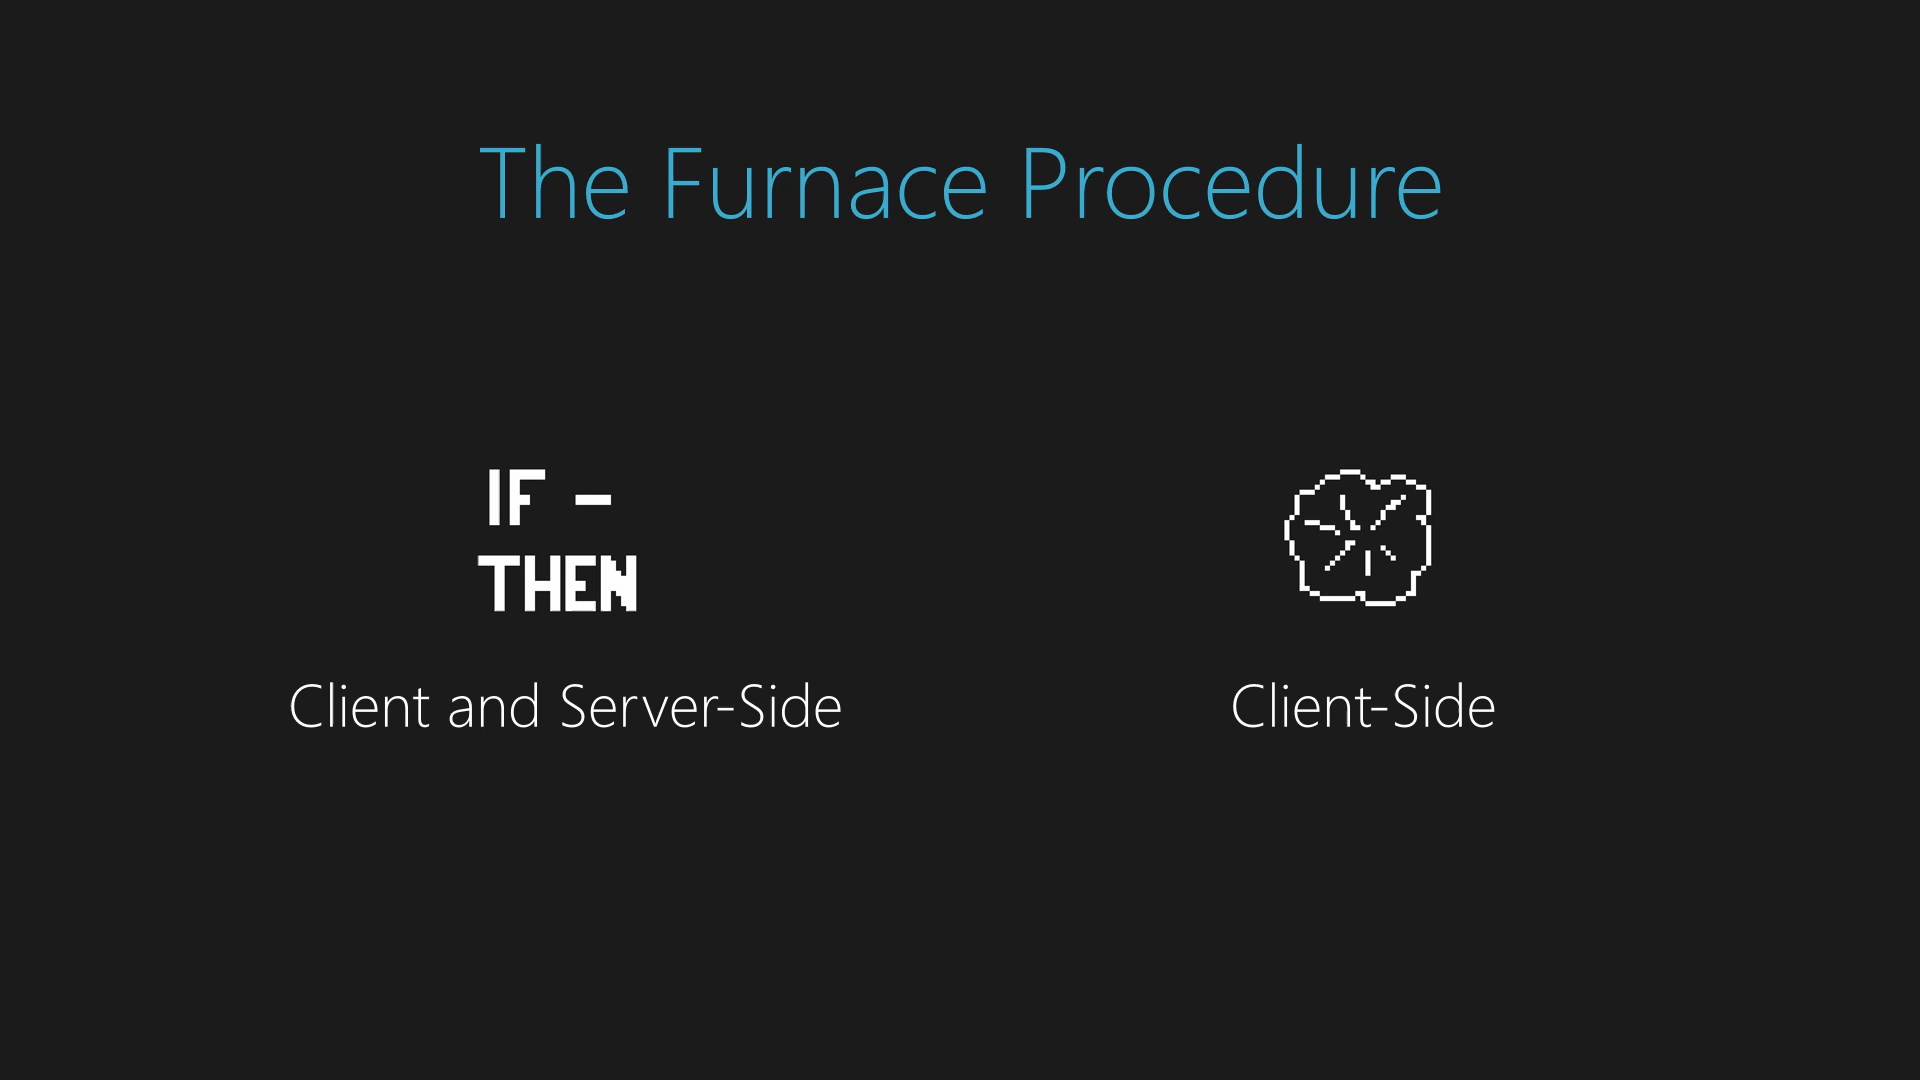 The Furnace Procedure
IF -
THEN
Client and Server-Side
Client-Side